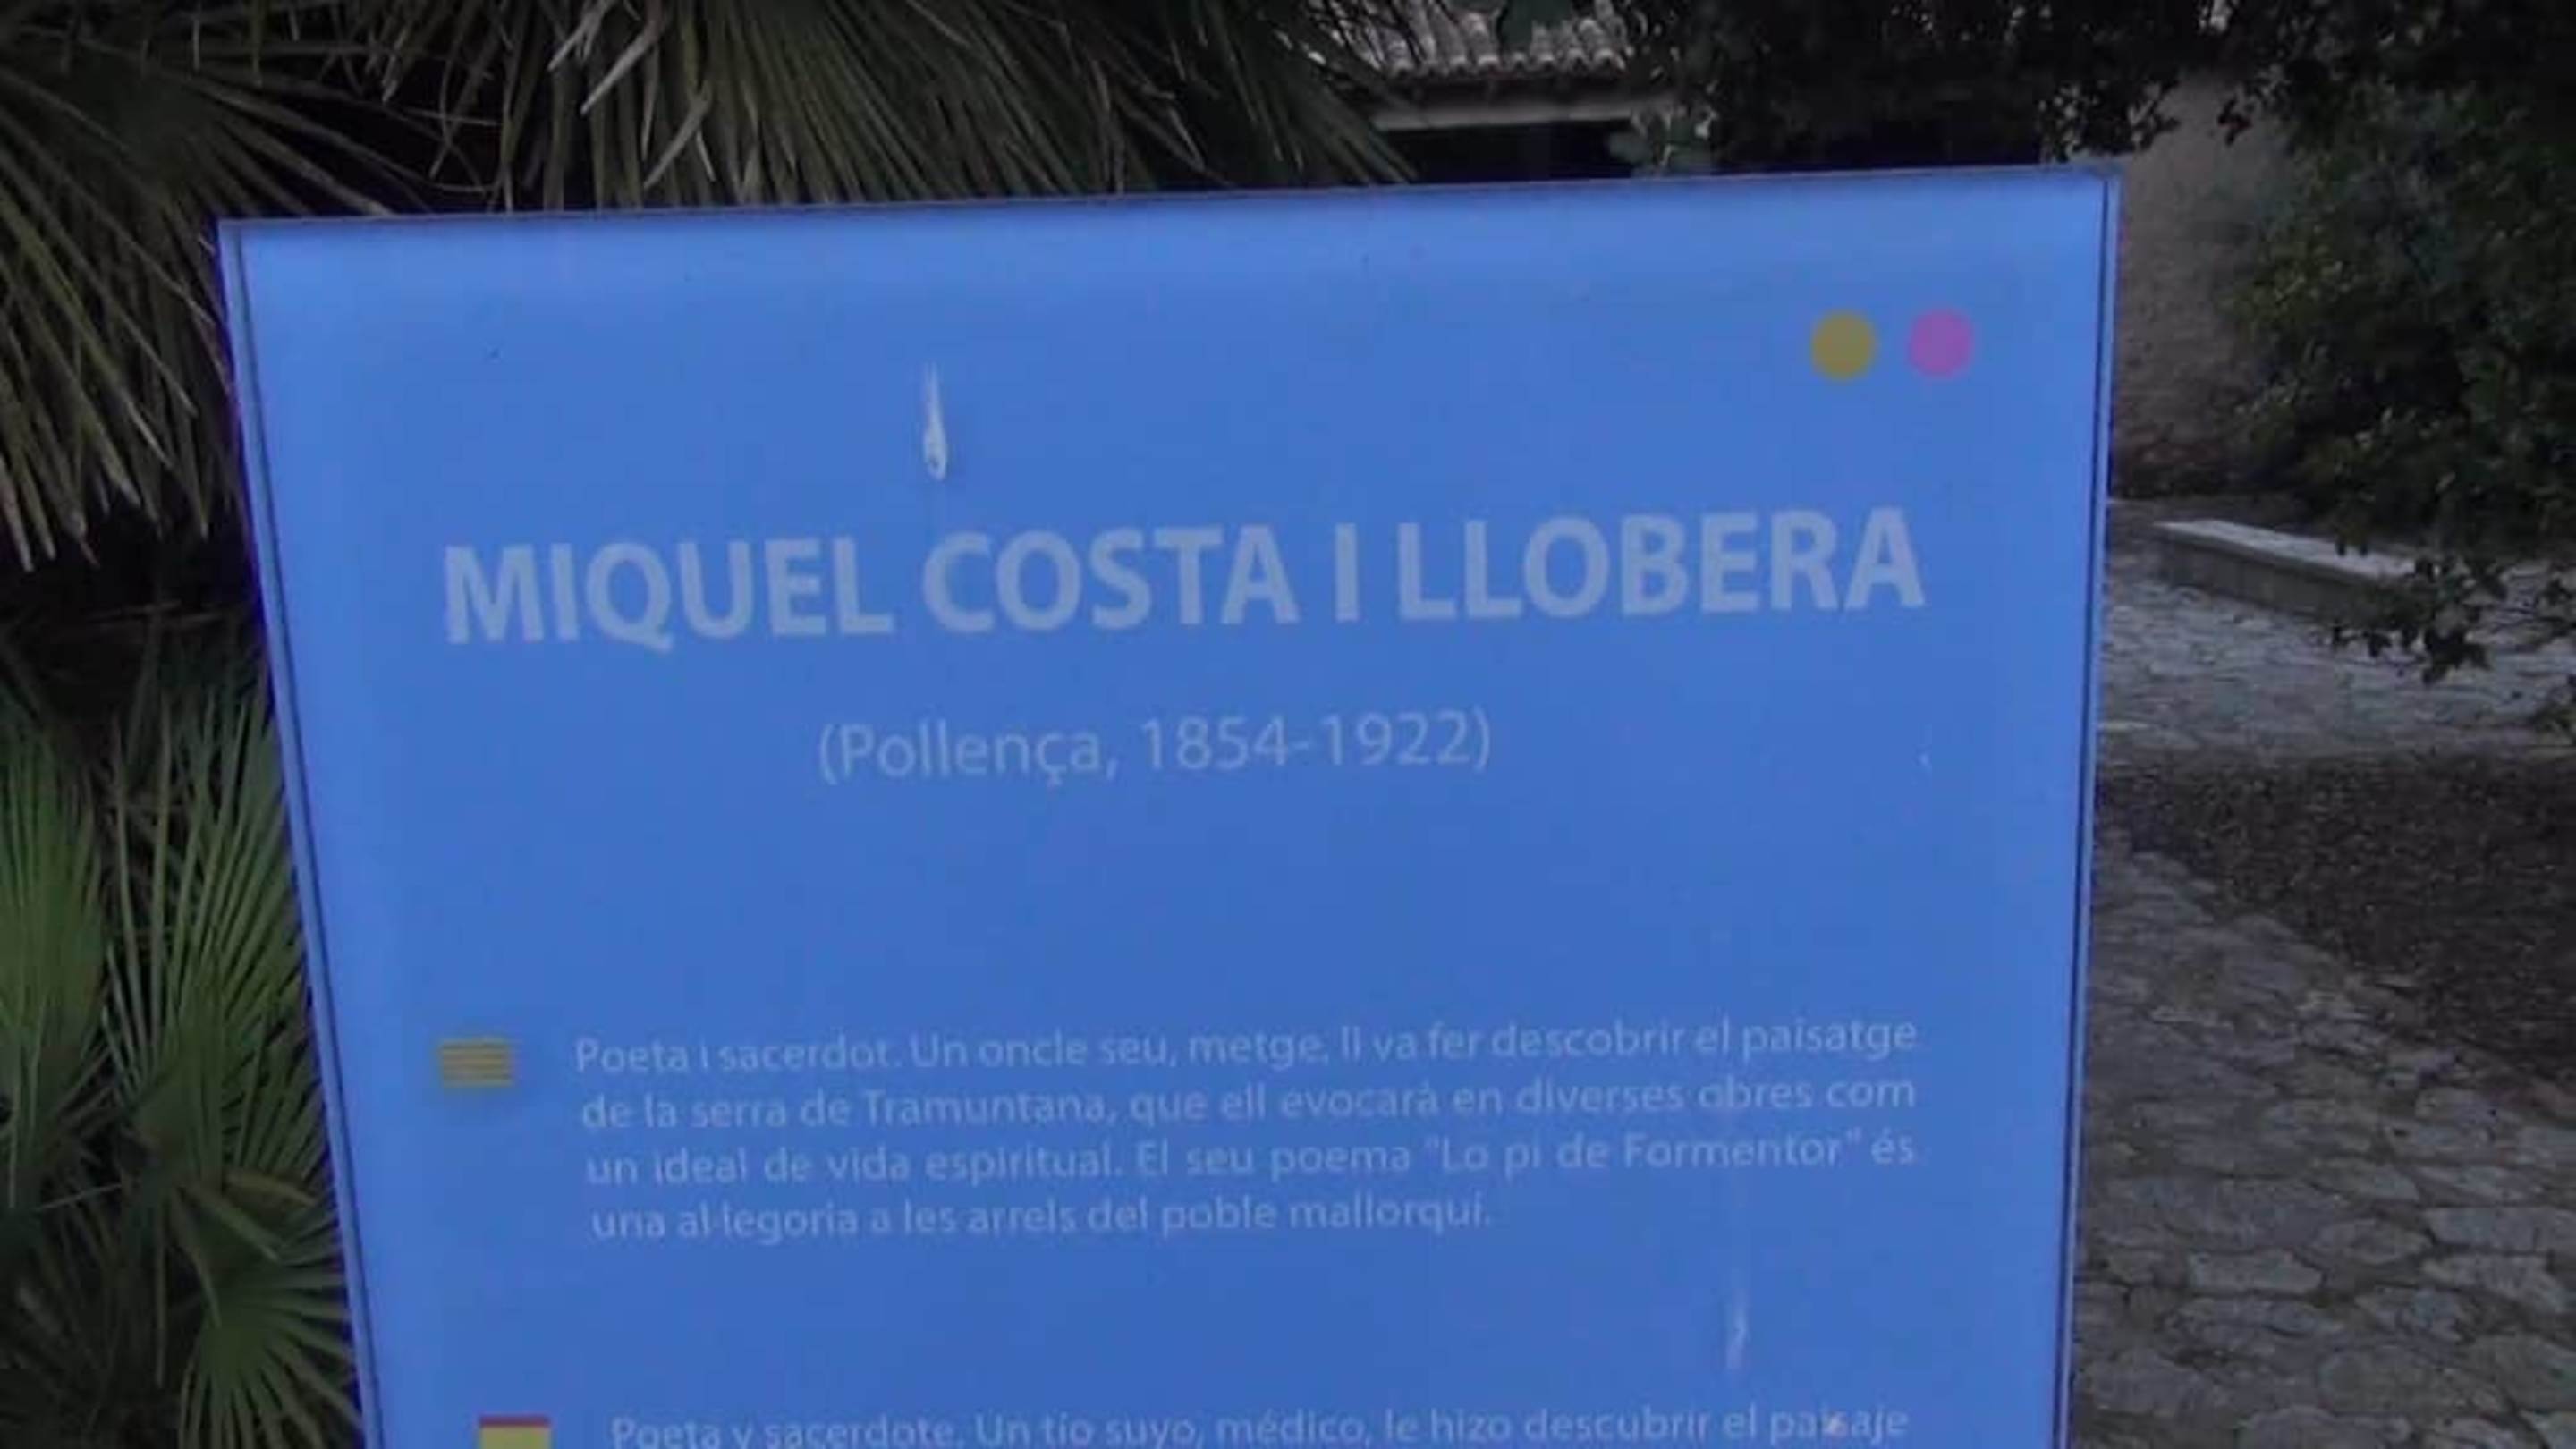 MIQUEL COSTA I LLOBERA
(Pollença, 1854-1922)
Poeta i sacerdot. Un oncle seu, metge, li va fer descobrir el paisatge
de la serra de Tramuntana, que ell evocarà en diverses obres com
un ideal de vida espiritual. El seu poema "Lo pi de Formentor" és
una al·legoria a les arrels del poble mallorquí.
Poeta y sacerdote. Un tío suyo, médico, le hizo descubrir el paisaje